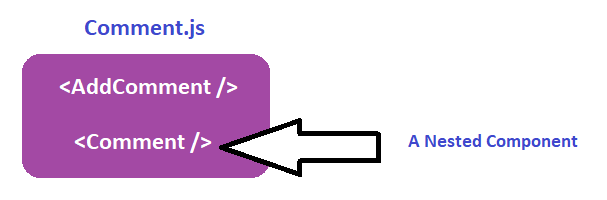 Comment.js
<AddComment />
<Comment />
A Nested Component